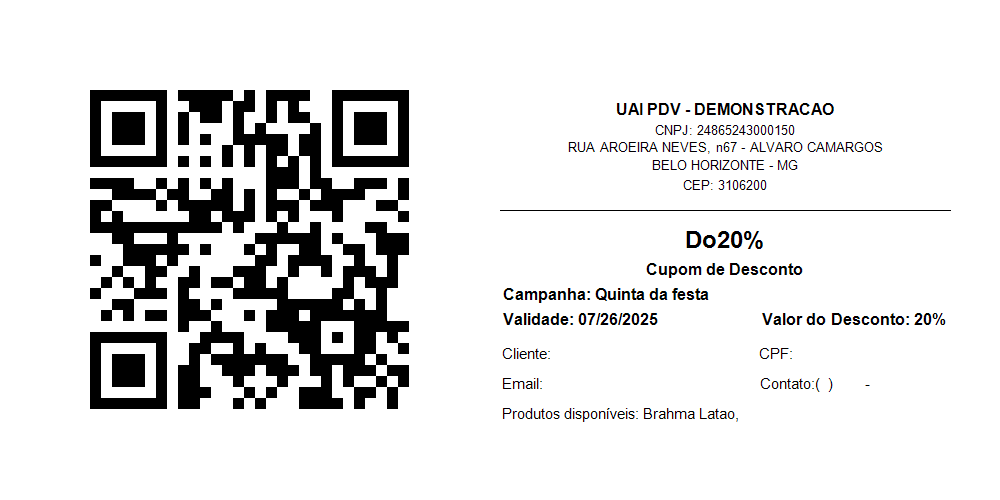 UAI PDV - DEMONSTRACAO
CNPJ: 24865243000150
RUA AROEIRA NEVES, n67 - ALVARO CAMARGOS
BELO HORIZONTE - MG
CEP: 3106200
Do20%
Cupom de Desconto
Campanha: Quinta da festa
Validade: 07/26/2025 Valor do Desconto: 20%
Cliente: CPF:
Email: Contato:( ) -
Produtos disponíveis: Brahma Latao,